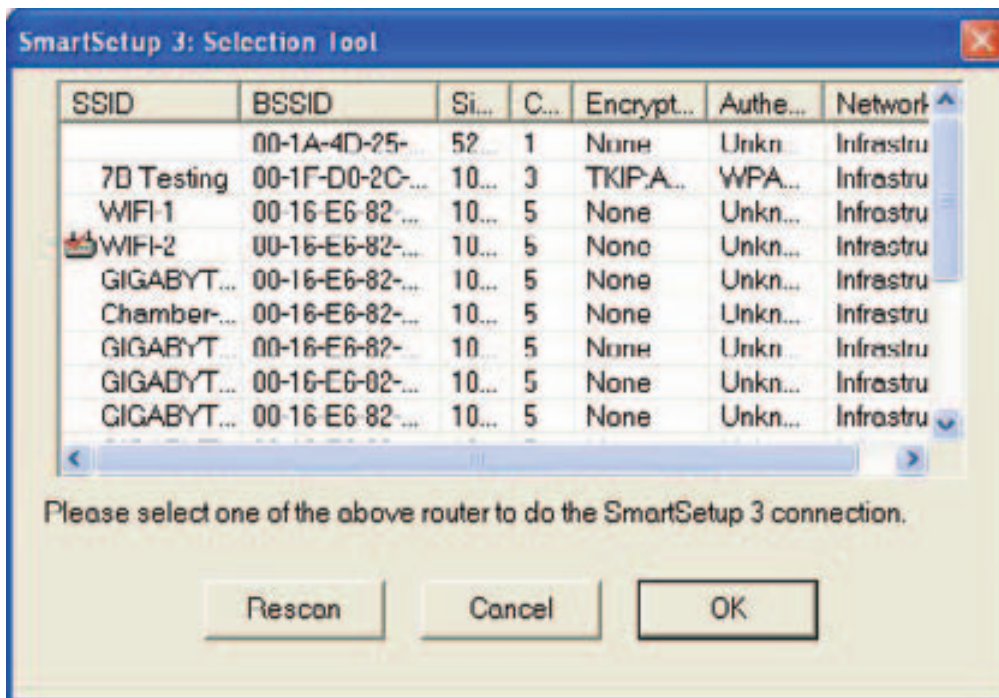 SmartSetup 3: Selection Tool
SSID BSSID Si... C... Encrypt... Authe... Network
00-1A-4D-25- 52 1 None Unkn Infrastru
7B Testing 00-1F-D0-2C-... 10... 3 TKIP:A... WPA... Infrastru
WIFI-1 00-16-E6-82-... 10... 5 None Unkn... Infrastru
WIFI-2 00-16-E6-82-... 10... 5 None Unkn... Infrastru
GIGABYT... 00-16-E6-82-... 10... 5 None Unkn... Infrastru
Chamber-... 00-16-E6-82-... 10... 5 None Unkn... Infrastru
GIGABYT... 00-16-E6-82-... 10... 5 None Unkn Infrastru
GIGABYT... 00-16-E6-82-... 10... 5 None Unkn... Infrastru
GIGABYT... 00-16-E6-82-... 10... 5 None Unkn... Infrastru
Please select one of the above router to do the SmartSetup 3 connection.
Rescan Cancel OK